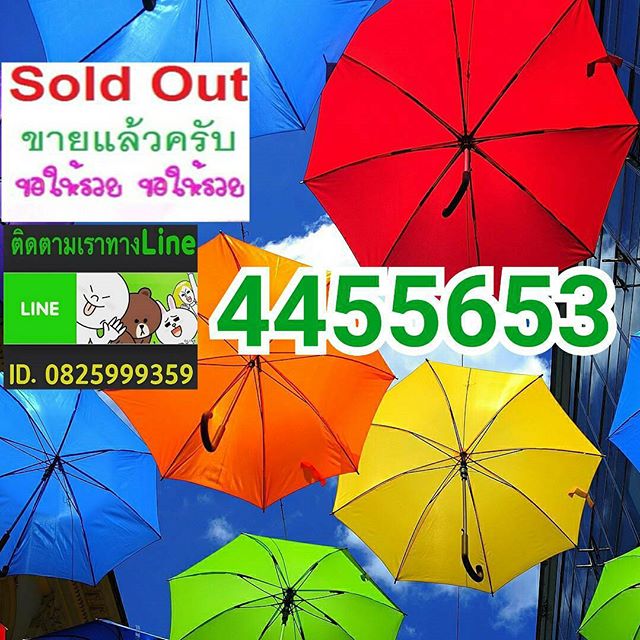 Sold Out
ขายแล้วครับ
ขอให้รวย ขอให้รวย
ติดตามเราทางLine
LINE
ID. 0825999359
4455653